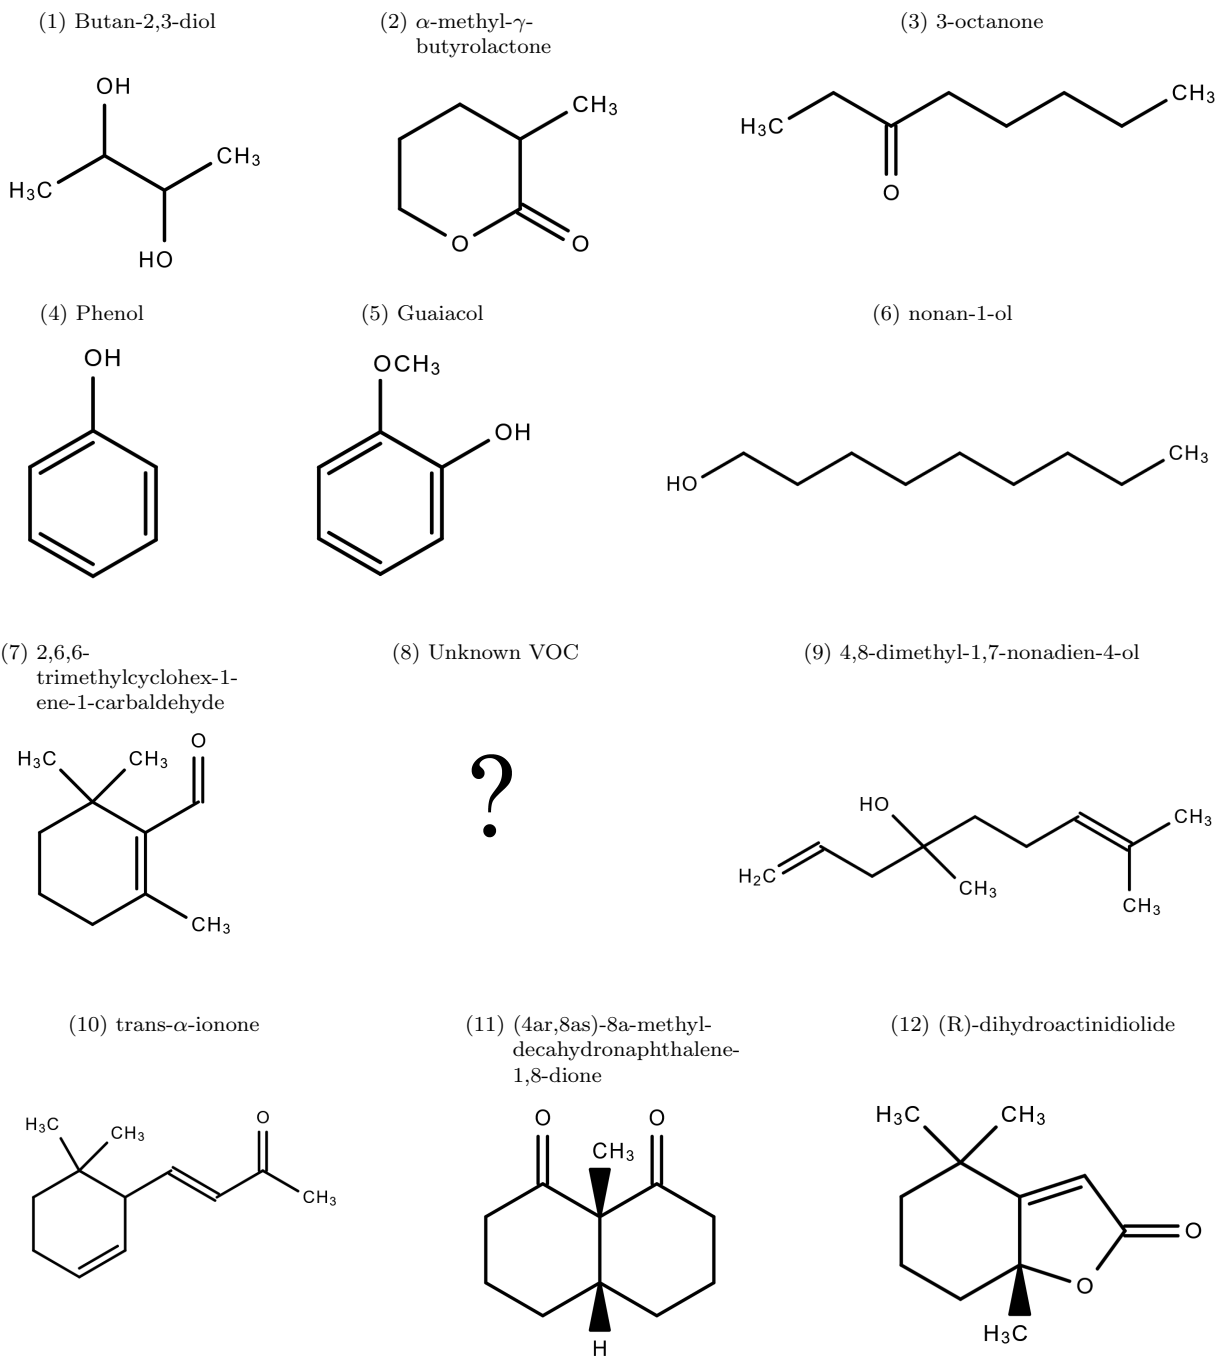 (1) Butan-2,3-diol
(2) α-methyl-γ-
butyrolactone
(3) 3-octanone
OH
CH₃
H₃C
HO
CH₃
O
O
CH₃
H₃C
O
(4) Phenol
(5) Guaiacol
(6) nonan-1-ol
OH
OCH₃
OH
CH₃
HO
(7) 2,6,6-
trimethylcyclohex-1-
ene-1-carbaldehyde
(8) Unknown VOC
(9) 4,8-dimethyl-1,7-nonadien-4-ol
O
H₃C
CH₃
CH₃
?
HO
CH₃
H₂C
CH₃
CH₃
(10) trans-α-ionone
(11) (4ar,8as)-8a-methyl-
decahydronaphthalene-
1,8-dione
(12) (R)-dihydroactinidiolide
H₃C
CH₃
O
CH₃
O
O
CH₃
H
H₃C
CH₃
O
O
H₃C